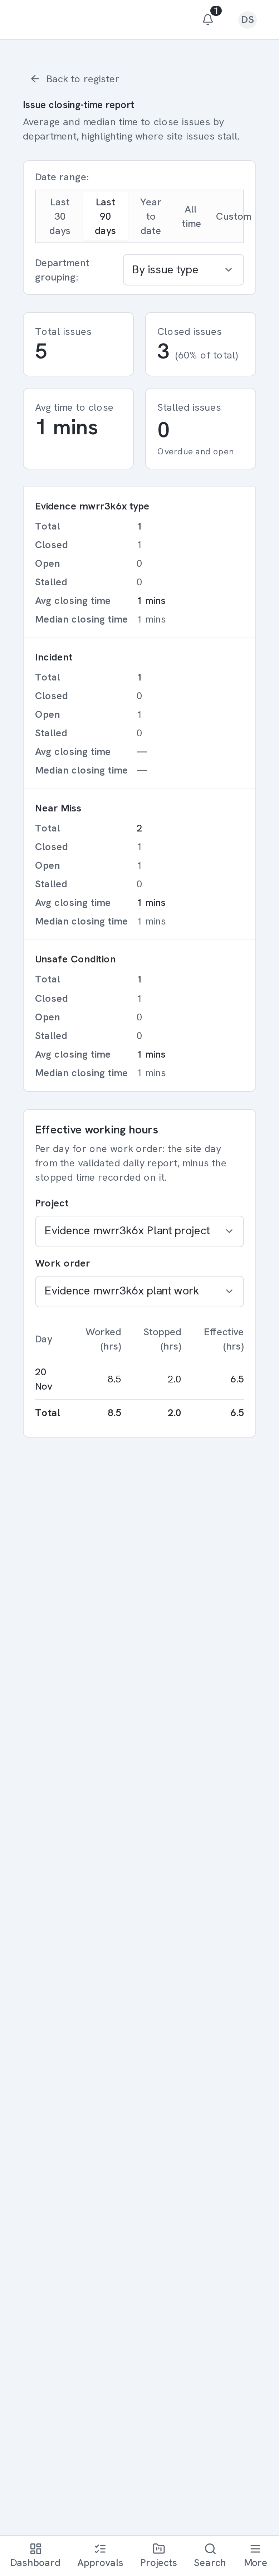 1
DS
Back to register
Issue closing-time report
Average and median time to close issues by
department, highlighting where site issues stall.
Date range:
Last 30 days
Last 90 days
Year to date
All time
Custom
Department grouping:
By issue type
Total issues
5
Closed issues
3 (60% of total)
Avg time to close
1 mins
Stalled issues
0
Overdue and open
Evidence mwrr3k6x type
Total 1
Closed 1
Open 0
Stalled 0
Avg closing time 1 mins
Median closing time 1 mins
Incident
Total 1
Closed 0
Open 1
Stalled 0
Avg closing time —
Median closing time —
Near Miss
Total 2
Closed 1
Open 1
Stalled 0
Avg closing time 1 mins
Median closing time 1 mins
Unsafe Condition
Total 1
Closed 1
Open 0
Stalled 0
Avg closing time 1 mins
Median closing time 1 mins
Effective working hours
Per day for one work order: the site day
from the validated daily report, minus the
stopped time recorded on it.
Project
Evidence mwrr3k6x Plant project
Work order
Evidence mwrr3k6x plant work
Day Worked (hrs) Stopped (hrs) Effective (hrs)
20 Nov 8.5 2.0 6.5
Total 8.5 2.0 6.5
Dashboard Approvals Projects Search More